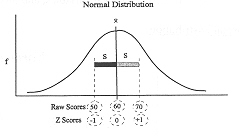 Normal Distribution
x
f
S S
Raw Scores: 50 60 70
Z Scores -1 0 +1